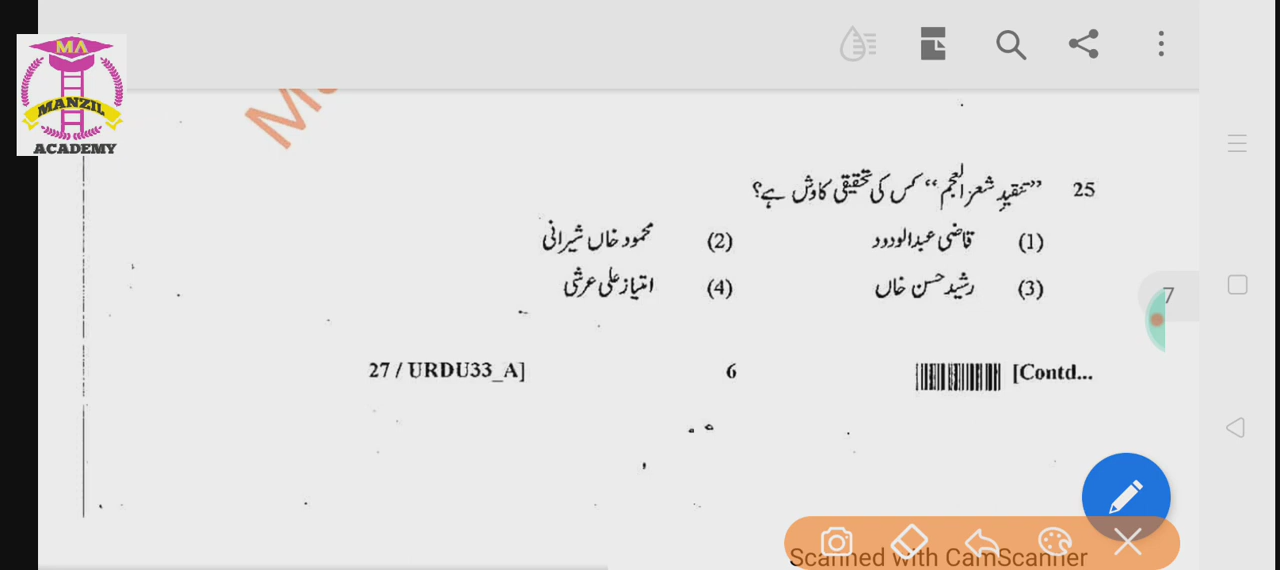 MA
MANZIL
ACADEMY
25 ”تنقیدِ شعر العجم“ کس کی تحقیقی کاوش ہے؟
(1) قاضی عبدالودود (2) محمود خاں شیرانی
(3) رشید حسن خاں (4) امتیاز علی عرشی
7
27 / URDU33_A] 6 [Contd...
Scanned with CamScanner